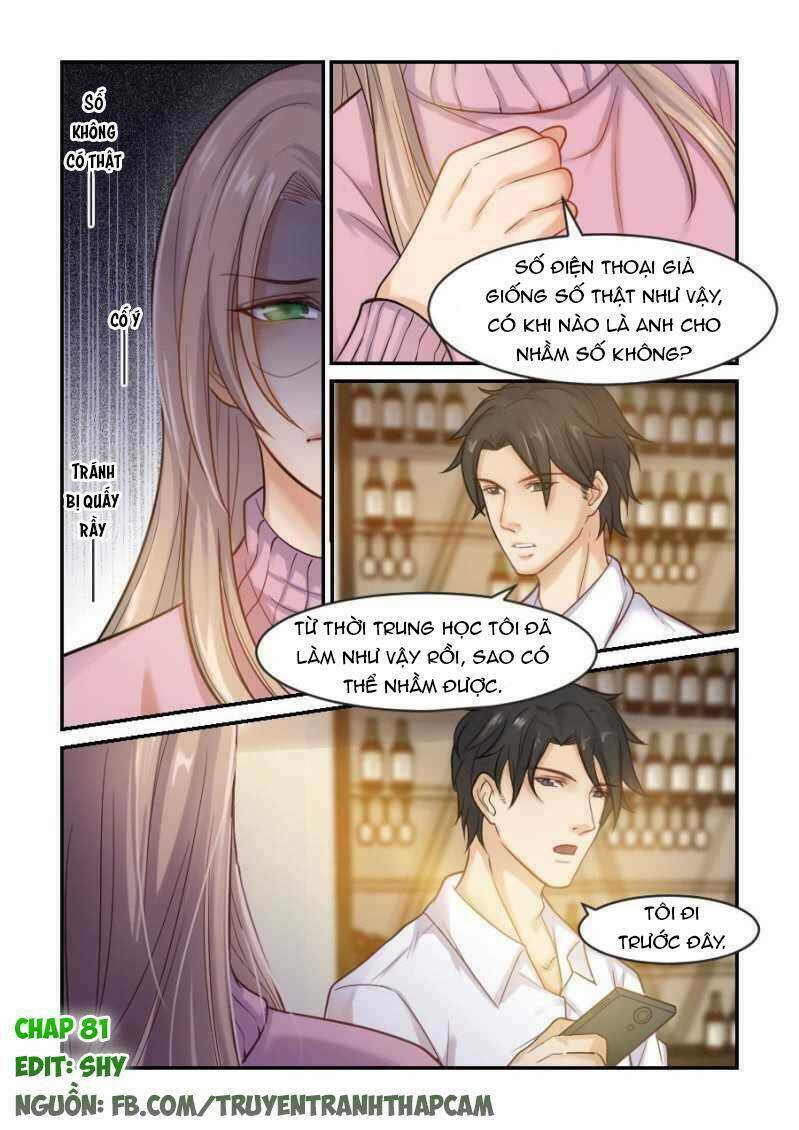 SỐ
KHÔNG
CÓ THẬT
CỐ Ý
TRÁNH
BỊ QUẤY
RẦY
SỐ ĐIỆN THOẠI GIẢ
GIỐNG SỐ THẬT NHƯ VẬY,
CÓ KHI NÀO LÀ ANH CHO
NHẦM SỐ KHÔNG?
TỪ THỜI TRUNG HỌC TÔI ĐÃ
LÀM NHƯ VẬY RỒI, SAO CÓ
THỂ NHẦM ĐƯỢC.
TÔI ĐI
TRƯỚC ĐÂY.
CHAP 81
EDIT: SHY
NGUỒN: FB.COM/TRUYENTRANHTHAPCAM